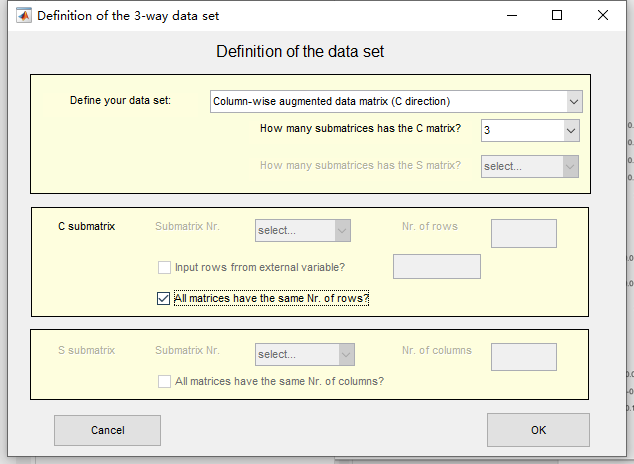 Definition of the 3-way data set
Definition of the data set
Define your data set:
Column-wise augmented data matrix (C direction)
How many submatrices has the C matrix?
3
How many submatrices has the S matrix?
select...
C submatrix
Submatrix Nr.
select...
Nr. of rows
Input rows frrom external variable?
All matrices have the same Nr. of rows?
S submatrix
Submatrix Nr.
select...
Nr. of columns
All matrices have the same Nr. of columns?
Cancel
OK